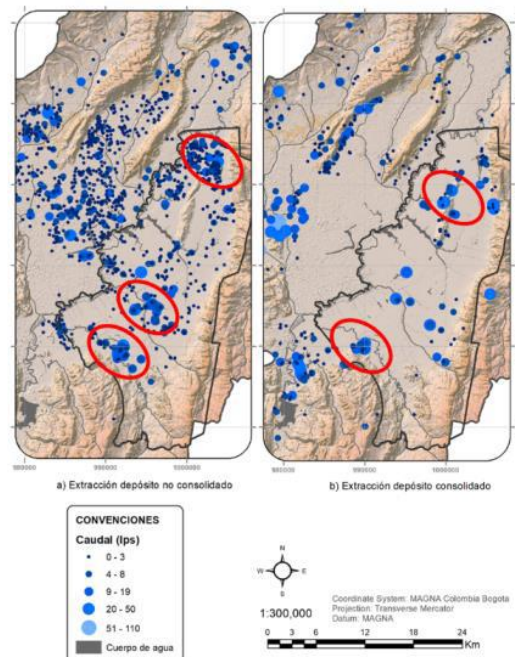 a) Extracción depósito no consolidado
b) Extracción depósito consolidado
CONVENCIONES
Caudal (lps)
0 - 3
4 - 8
9 - 19
20 - 50
51 - 110
Cuerpo de agua
N
W
E
S
1:300,000
Coordinate System: MAGNA Colombia Bogota
Projection: Transverse Mercator
Datum: MAGNA
0
3
6
12
18
24
Km